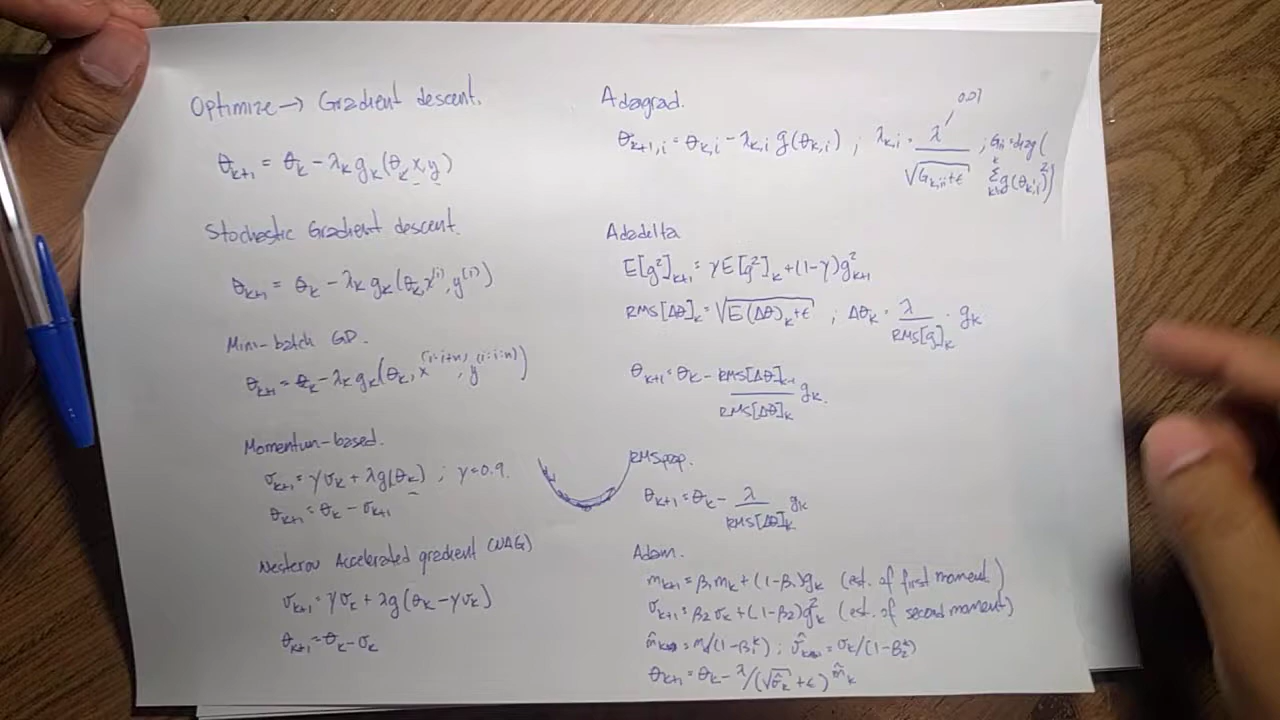 Optimize → Gradient descent.
θₖ₊₁ = θₖ − λₖ gₖ(θₖ x, y)
Stochastic Gradient descent.
θₖ₊₁ = θₖ − λₖ gₖ(θₖ, x⁽ⁱ⁾, y⁽ⁱ⁾)
Mini-batch GD.
θₖ₊₁ = θₖ − λₖ gₖ(θₖ, x^(i:i+n), y^(i:i:n))
Momentum-based.
vₖ₊₁ = γvₖ + λg(θₖ) ; γ=0.9.
θₖ₊₁ = θₖ − vₖ₊₁
Nesterov Accelerated gradient (NAG)
vₖ₊₁ = γvₖ + λg(θₖ − γvₖ)
θₖ₊₁ = θₖ − vₖ
Adagrad.
0.01
θₖ₊₁,ᵢ = θₖ,ᵢ − λₖ,ᵢ g(θₖ,ᵢ) ; λₖ,ᵢ = λ / √(Gₖ,ᵢᵢ+ϵ) ; Gᵢᵢ = diag(
Σ g(θₖ,ᵢ)²)
Adadelta
E[g²]ₖ₊₁ = γE[g²]ₖ + (1−γ)g²ₖ₊₁
RMS[Δθ]ₖ = √(E(Δθ)ₖ+ϵ) ; Δθₖ = λ / RMS[g]ₖ · gₖ
θₖ₊₁ = θₖ − RMS[Δθ]ₖ₋₁ / RMS[Δθ]ₖ gₖ.
RMSprop.
θₖ₊₁ = θₖ − λ / RMS[Δθ]ₖ gₖ
Adam.
mₖ₊₁ = β₁mₖ + (1−β₁)gₖ (est. of first moment)
vₖ₊₁ = β₂vₖ + (1−β₂)g²ₖ (est. of second moment)
m̂ₖ₊₁ = mₖ/(1−β₁ᵏ) ; v̂ₖ₊₁ = vₖ/(1−β₂ᵏ)
θₖ₊₁ = θₖ − λ/(√v̂ₖ + ϵ) m̂ₖ